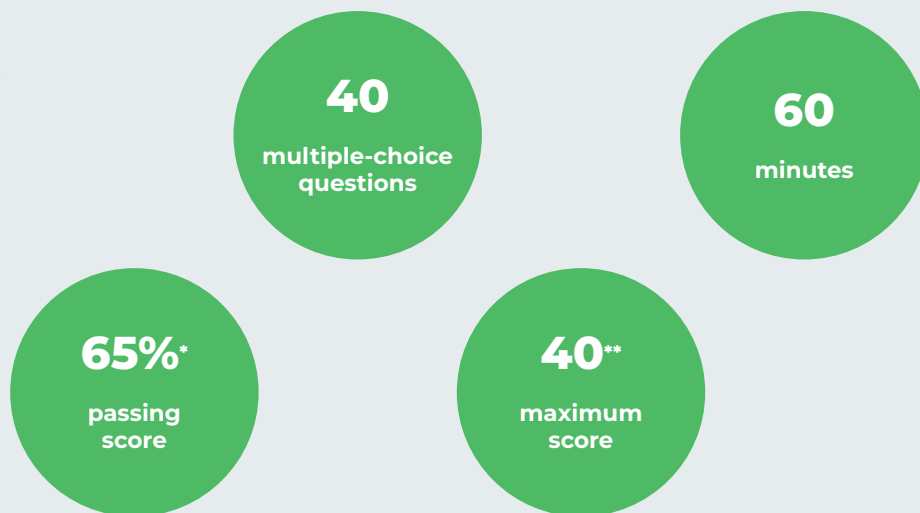 40
multiple-choice
questions
60
minutes
65%*
passing
score
40**
maximum
score